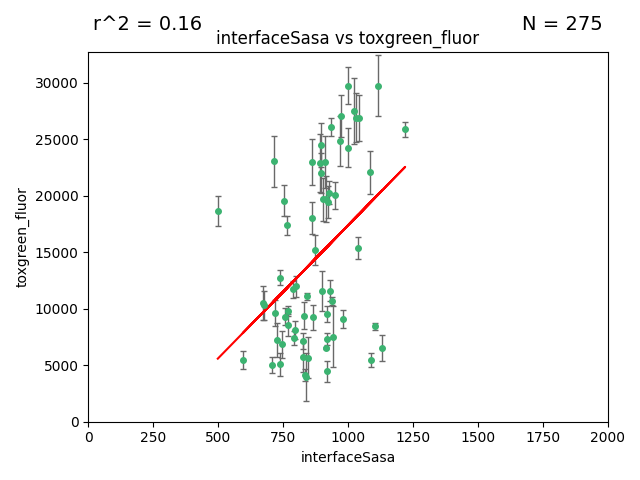 r^2 = 0.16
N = 275
interfaceSasa vs toxgreen_fluor
30000
25000
20000
15000
10000
5000
0
toxgreen_fluor
0 250 500 750 1000 1250 1500 1750 2000
interfaceSasa